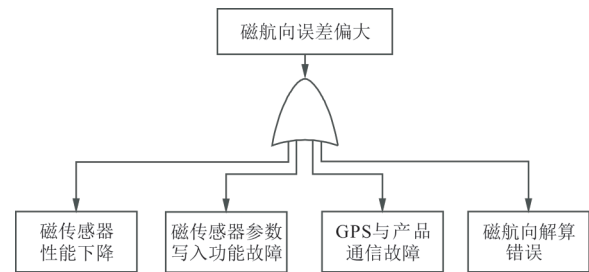 磁航向误差偏大
磁传感器
性能下降
磁传感器参数
写入功能故障
GPS与产品
通信故障
磁航向解算
错误